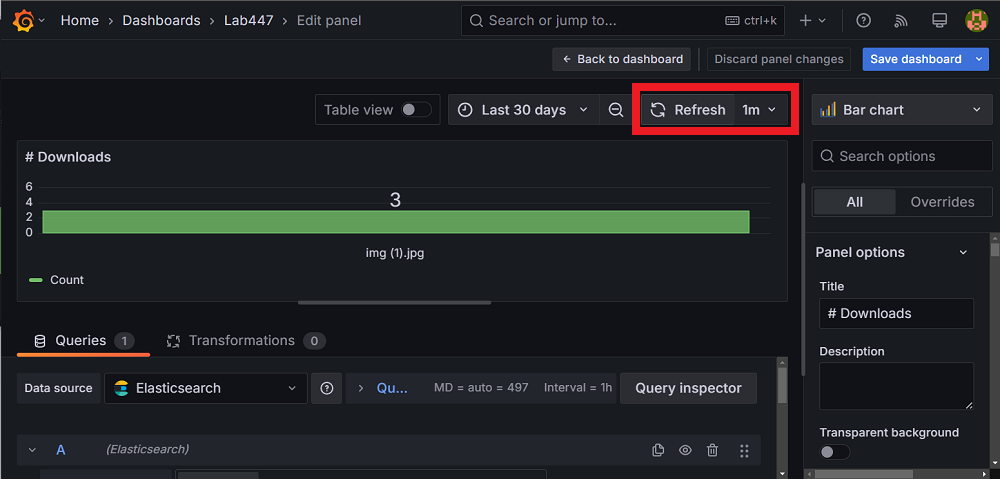 Home > Dashboards > Lab447 > Edit panel Search or jump to... ctrl+k
← Back to dashboard Discard panel changes Save dashboard
Table view Last 30 days Refresh 1m Bar chart
# Downloads
Search options
6
4
2
0
3
img (1).jpg
Count
All Overrides
Panel options
Title
# Downloads
Description
Transparent background
Queries 1 Transformations 0
Data source Elasticsearch > Qu... MD = auto = 497 Interval = 1h Query inspector
A (Elasticsearch)